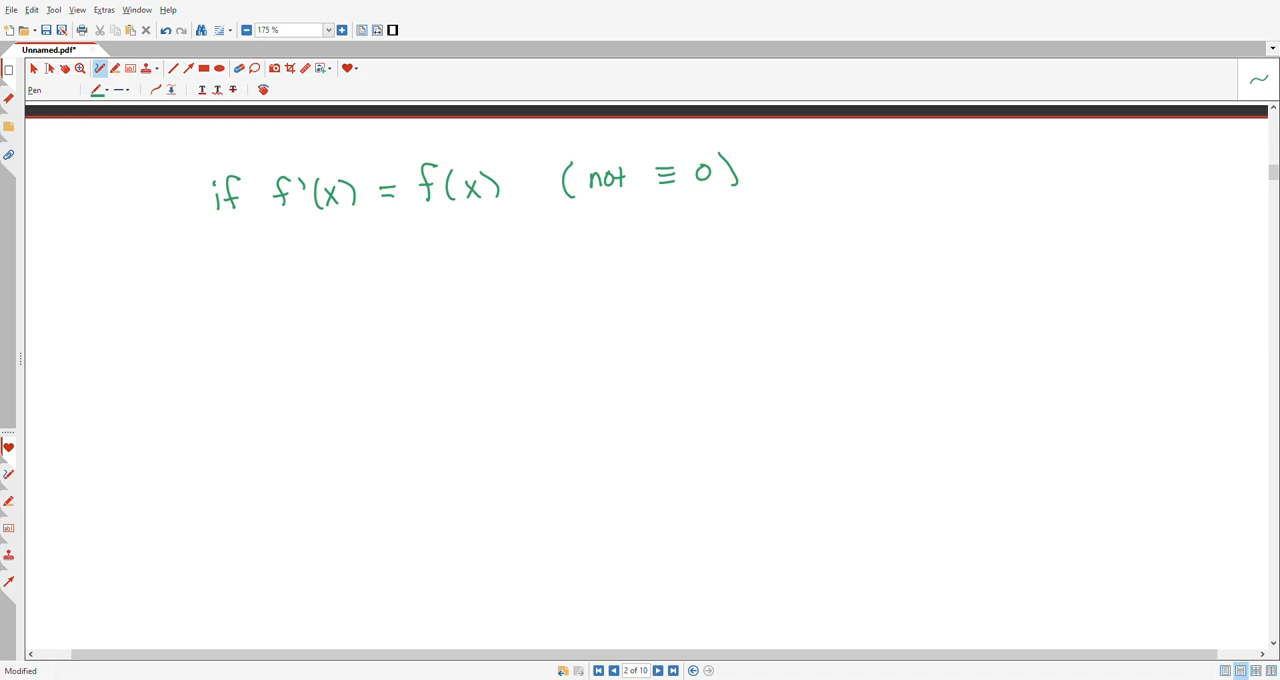 File Edit Tool View Extras Window Help
175 %
Unnamed.pdf*
Pen
if f'(x) = f(x) (not ≡ 0)
Modified
2 of 10